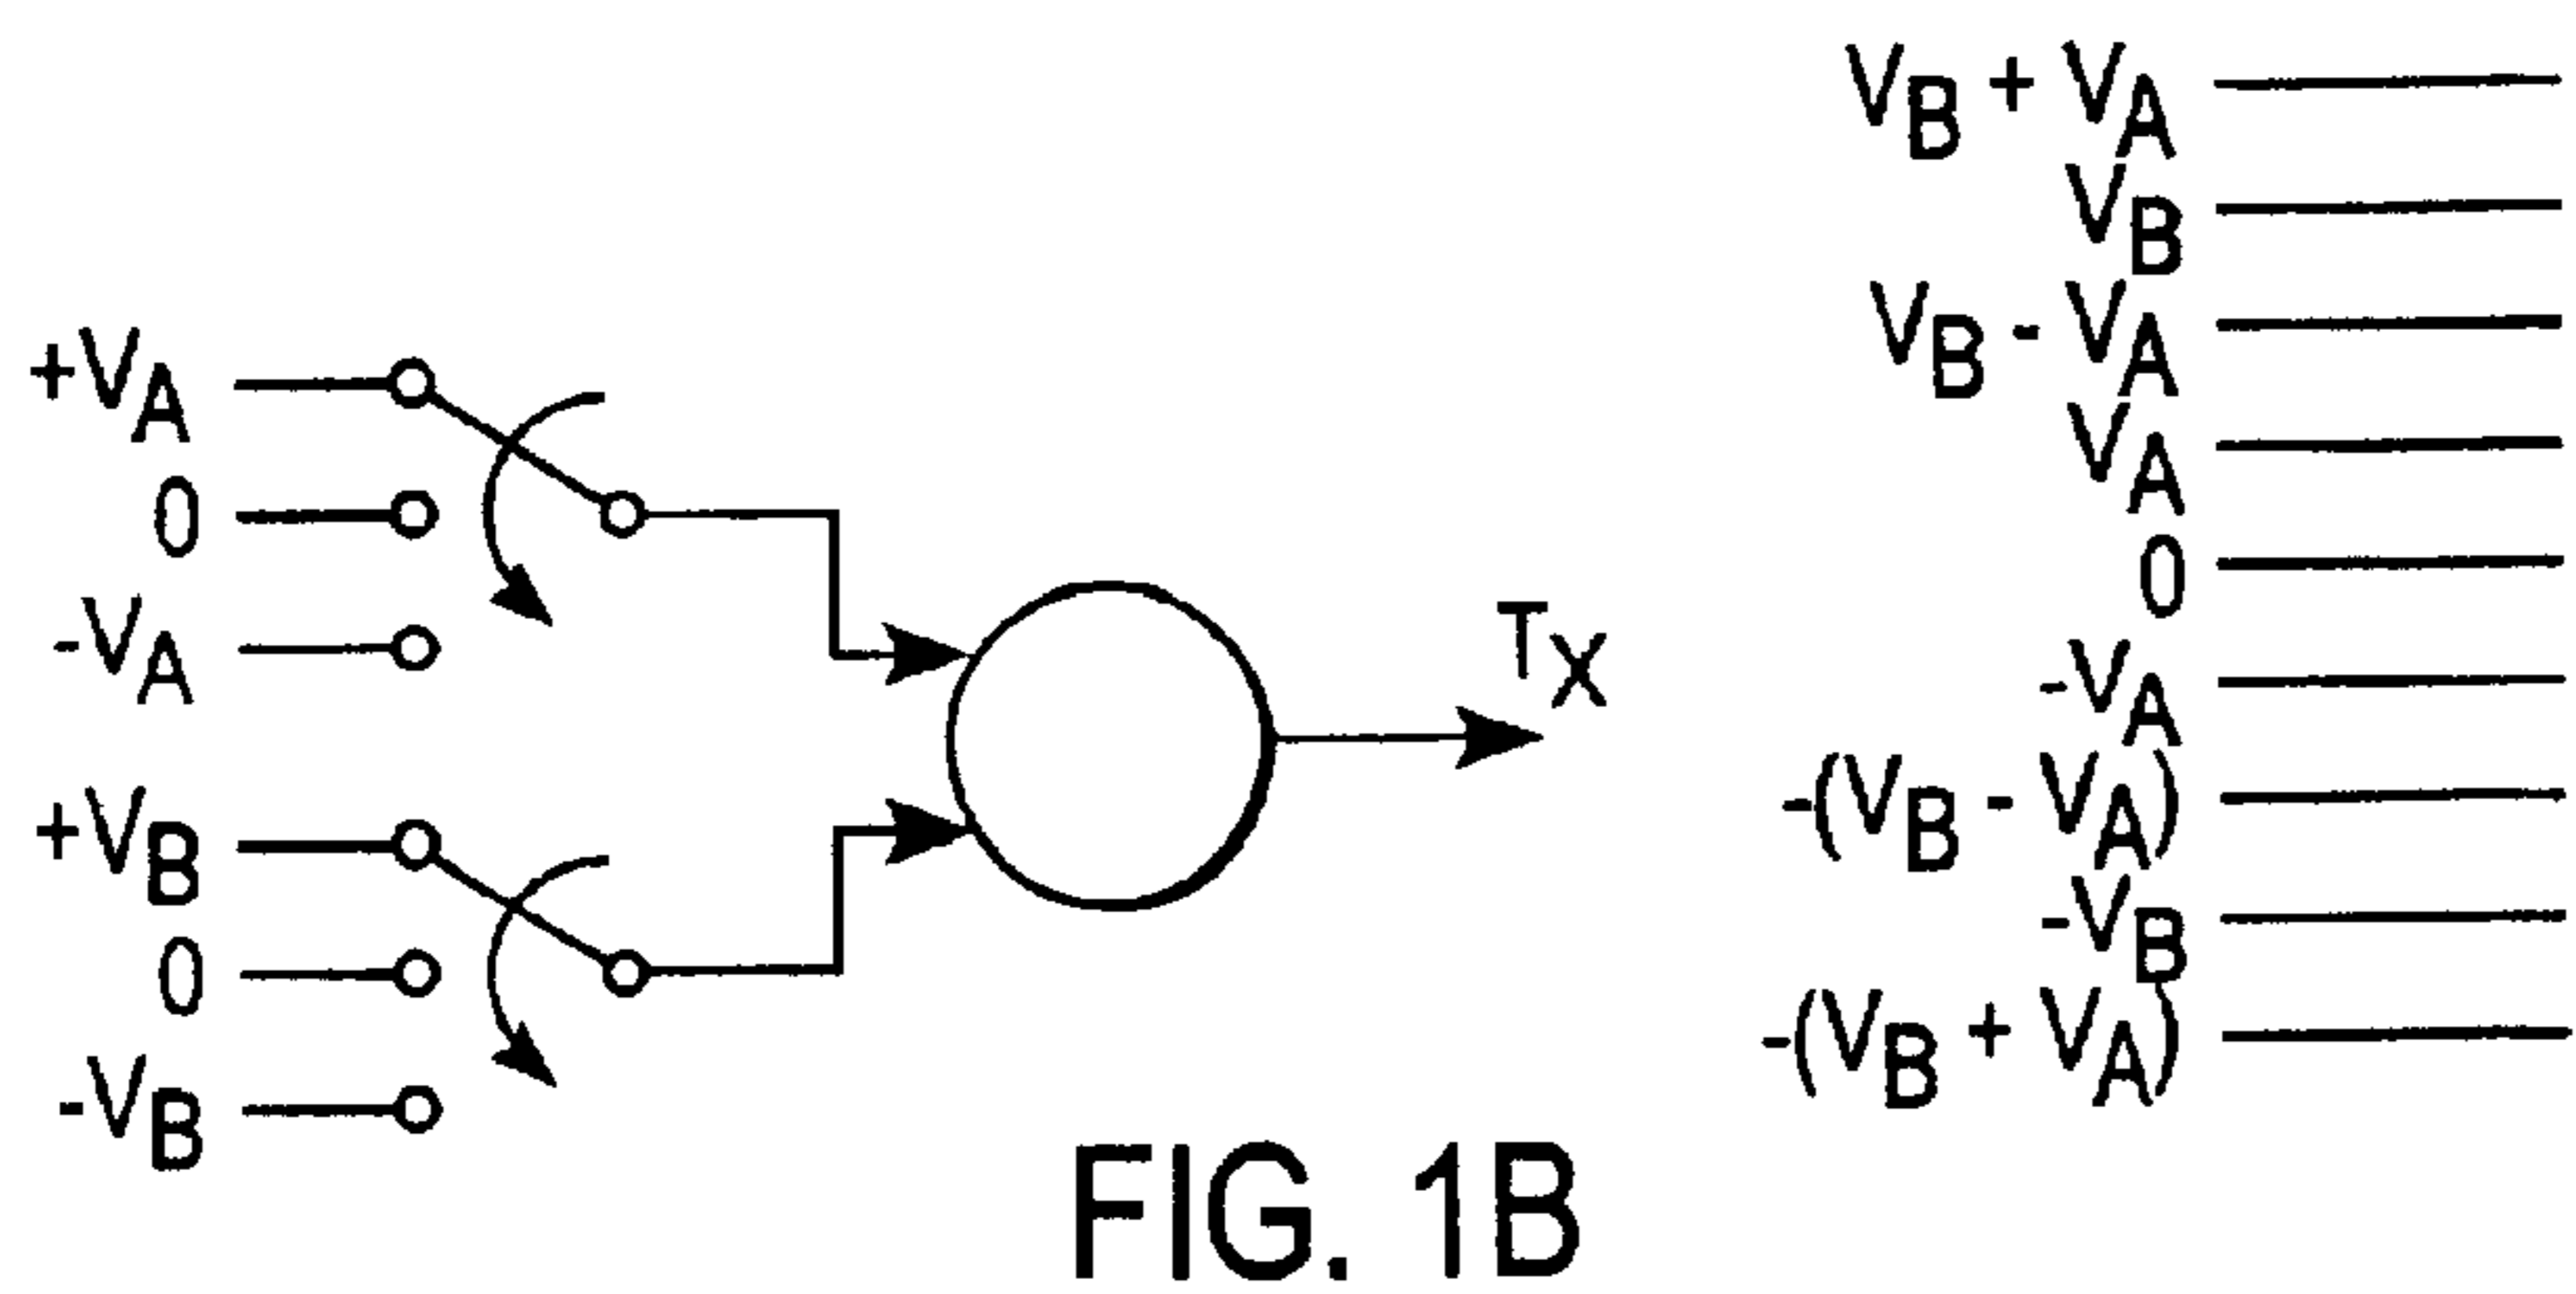 +VA
0
-VA
+VB
0
-VB
TX
VB + VA
VB
VB - VA
VA
0
-VA
-(VB - VA)
-VB
-(VB + VA)
FIG. 1B